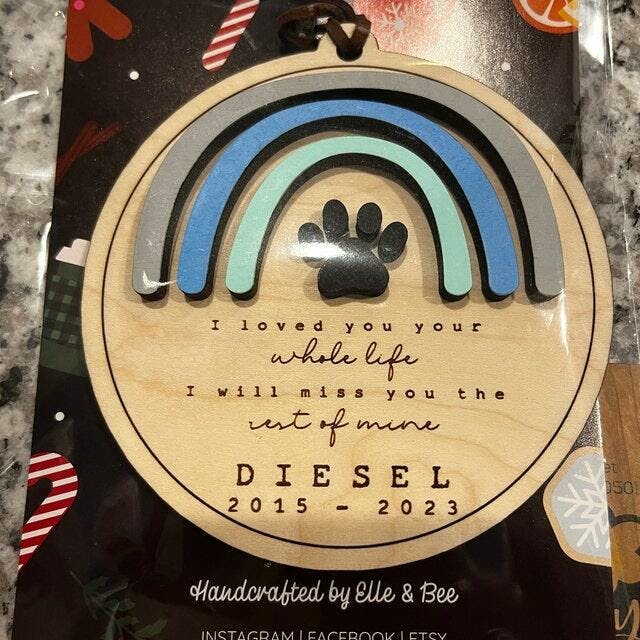 I loved you your
whole life
I will miss you the
rest of mine
DIESEL
2015 - 2023
Handcrafted by Elle & Bee
INSTAGRAM | FACEBOOK | ETSY